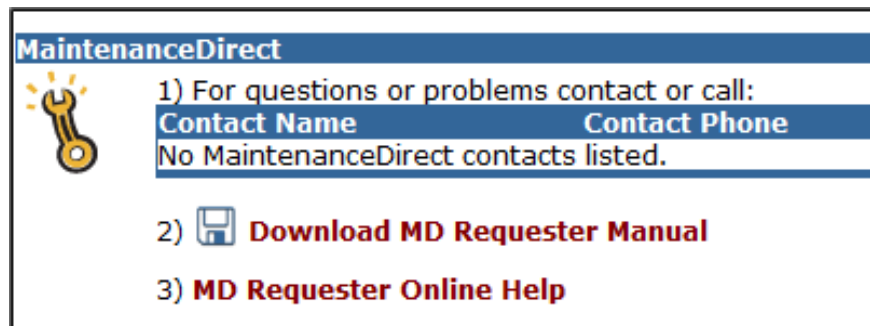 MaintenanceDirect
1) For questions or problems contact or call:
Contact Name Contact Phone
No MaintenanceDirect contacts listed.
2) Download MD Requester Manual
3) MD Requester Online Help